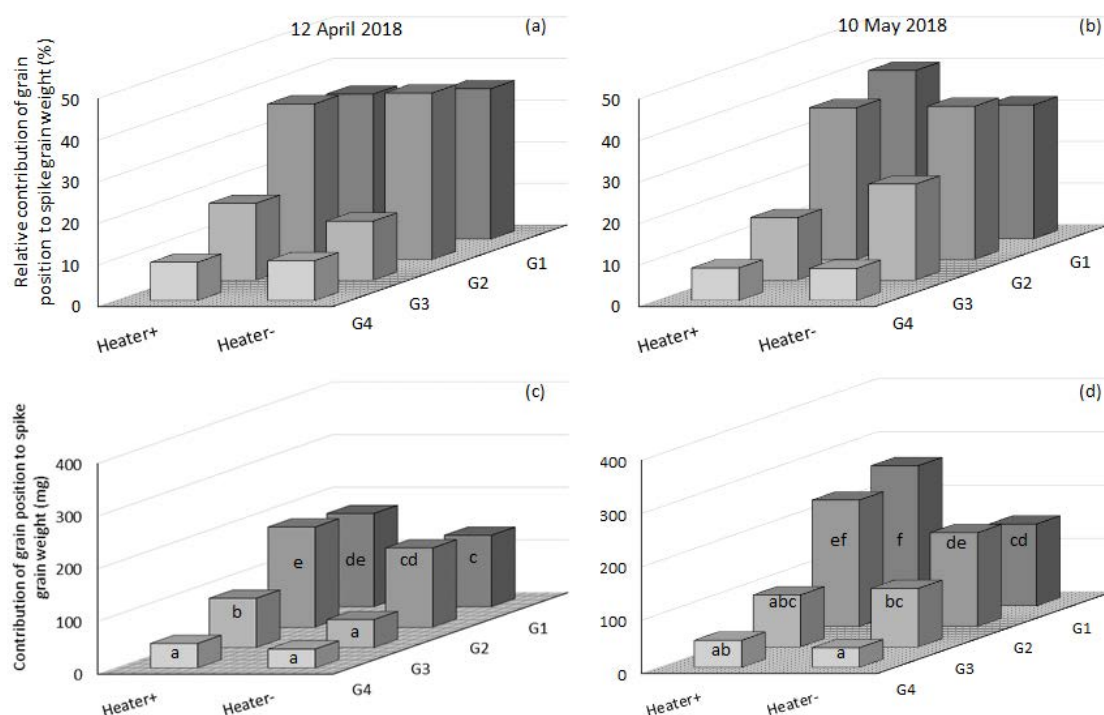 12 April 2018
(a)
Relative contribution of grain
position to spike grain weight (%)
50
40
30
20
10
0
Heater+
Heater-
G4
G3
G2
G1
10 May 2018
(b)
50
40
30
20
10
0
Heater+
Heater-
G4
G3
G2
G1
(c)
Contribution of grain position to spike
grain weight (mg)
400
300
200
100
0
e
de
cd
c
b
a
a
a
Heater+
Heater-
G4
G3
G2
G1
(d)
400
300
200
100
0
ef
f
de
cd
abc
bc
ab
a
Heater+
Heater-
G4
G3
G2
G1